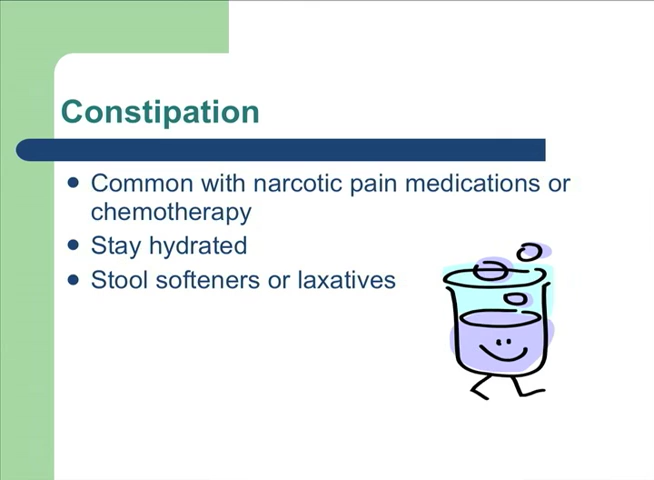 Constipation
Common with narcotic pain medications or
chemotherapy
Stay hydrated
Stool softeners or laxatives